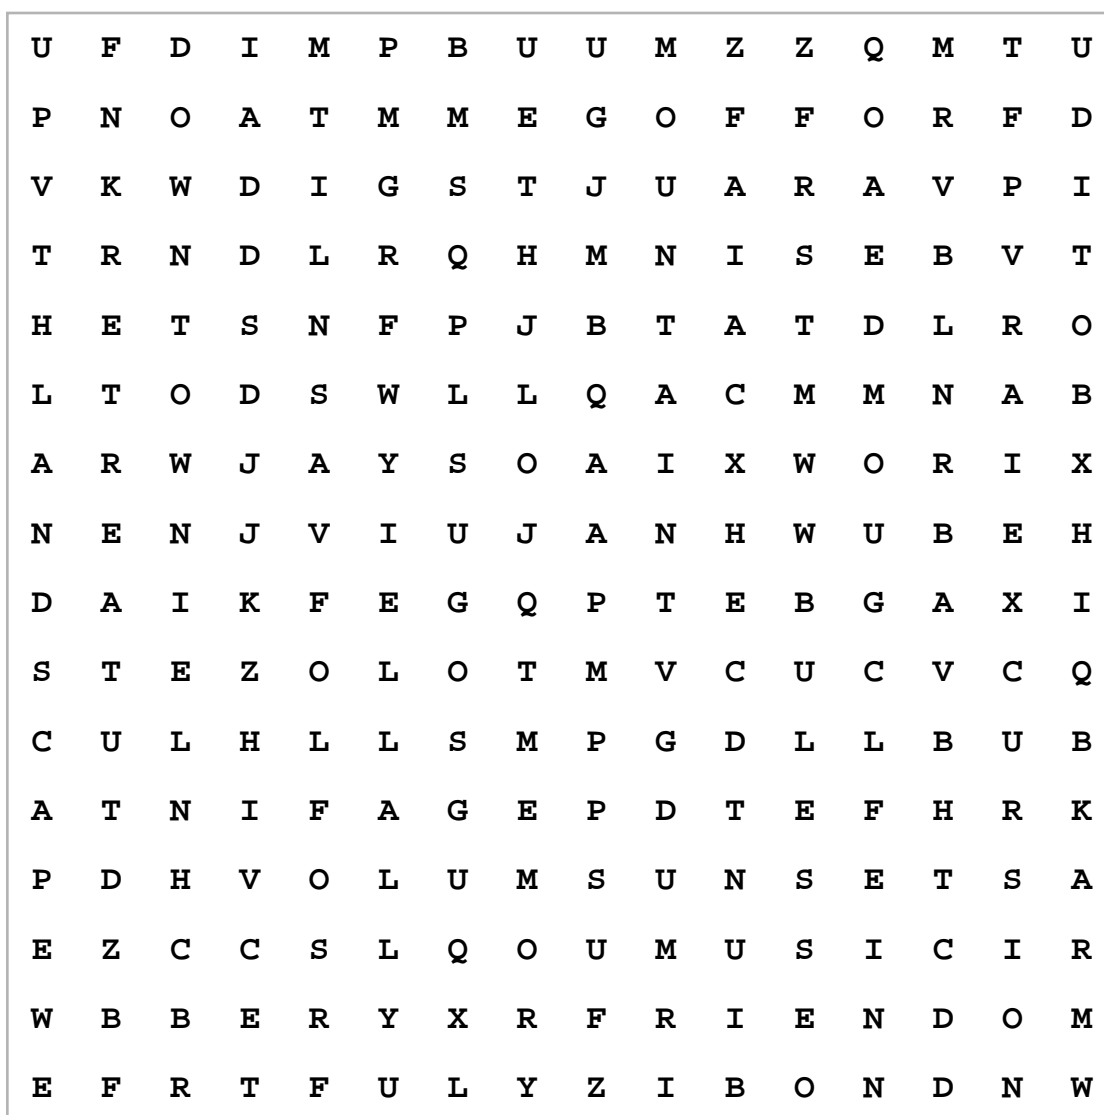 U F D I M P B U U M Z Z Q M T U
P N O A T M M E G O F F O R F D
V K W D I G S T J U A R A V P I
T R N D L R Q H M N I S E B V T
H E T S N F P J B T A T D L R O
L T O D S W L L Q A C M M N A B
A R W J A Y S O A I X W O R I X
N E N J V I U J A N H W U B E H
D A I K F E G Q P T E B G A X I
S T E Z O L O T M V C U C V C Q
C U L H L L S M P G D L L B U B
A T N I F A G E P D T E F H R K
P D H V O L U M S U N S E T S A
E Z C C S L Q O U M U S I C I R
W B B E R Y X R F R I E N D O M
E F R T F U L Y Z I B O N D N W